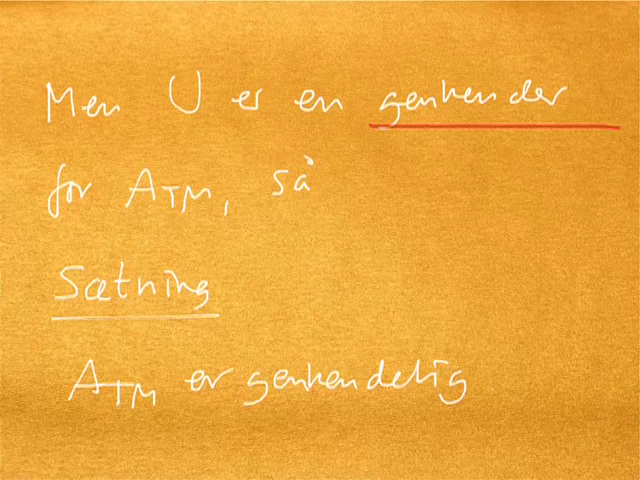 Men U er en genkender
for ATM, så
Sætning
ATM er genkendelig